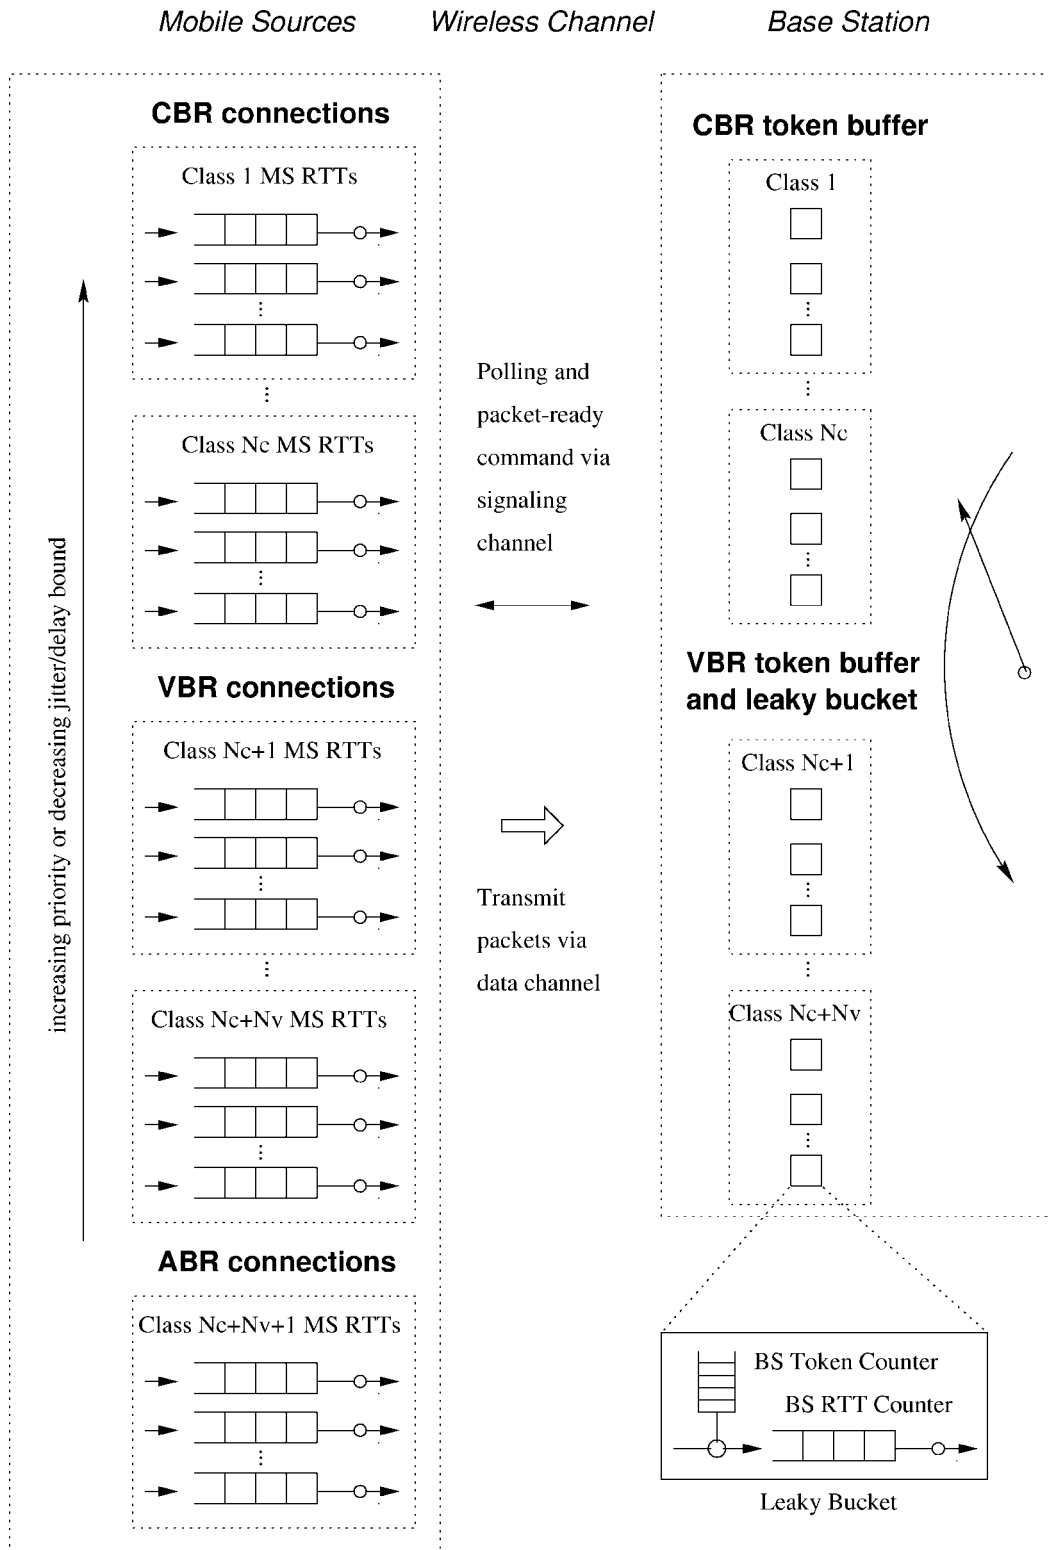 Mobile Sources Wireless Channel Base Station
CBR connections
Class 1 MS RTTs
Class Nc MS RTTs
VBR connections
Class Nc+1 MS RTTs
Class Nc+Nv MS RTTs
ABR connections
Class Nc+Nv+1 MS RTTs
increasing priority or decreasing jitter/delay bound
Polling and
packet-ready
command via
signaling
channel
Transmit
packets via
data channel
CBR token buffer
Class 1
Class Nc
VBR token buffer
and leaky bucket
Class Nc+1
Class Nc+Nv
BS Token Counter
BS RTT Counter
Leaky Bucket